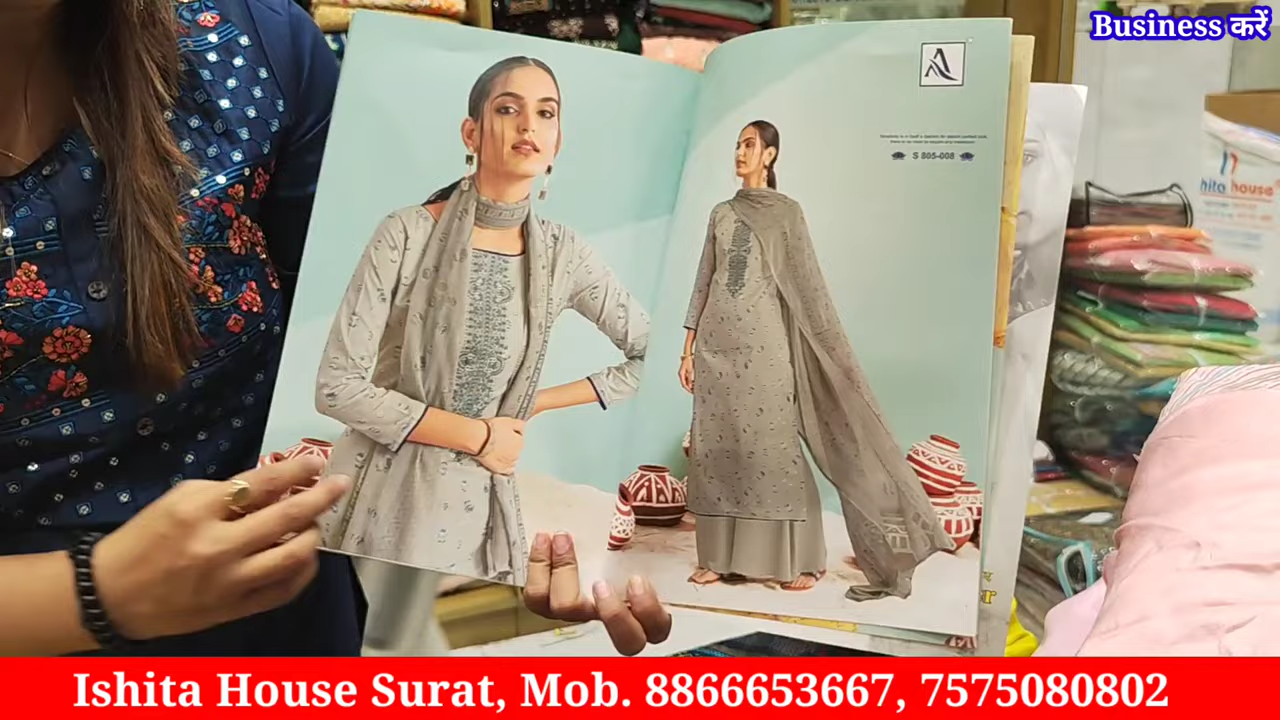 Business करें
S 805-008
hita house
Ishita House Surat, Mob. 8866653667, 7575080802